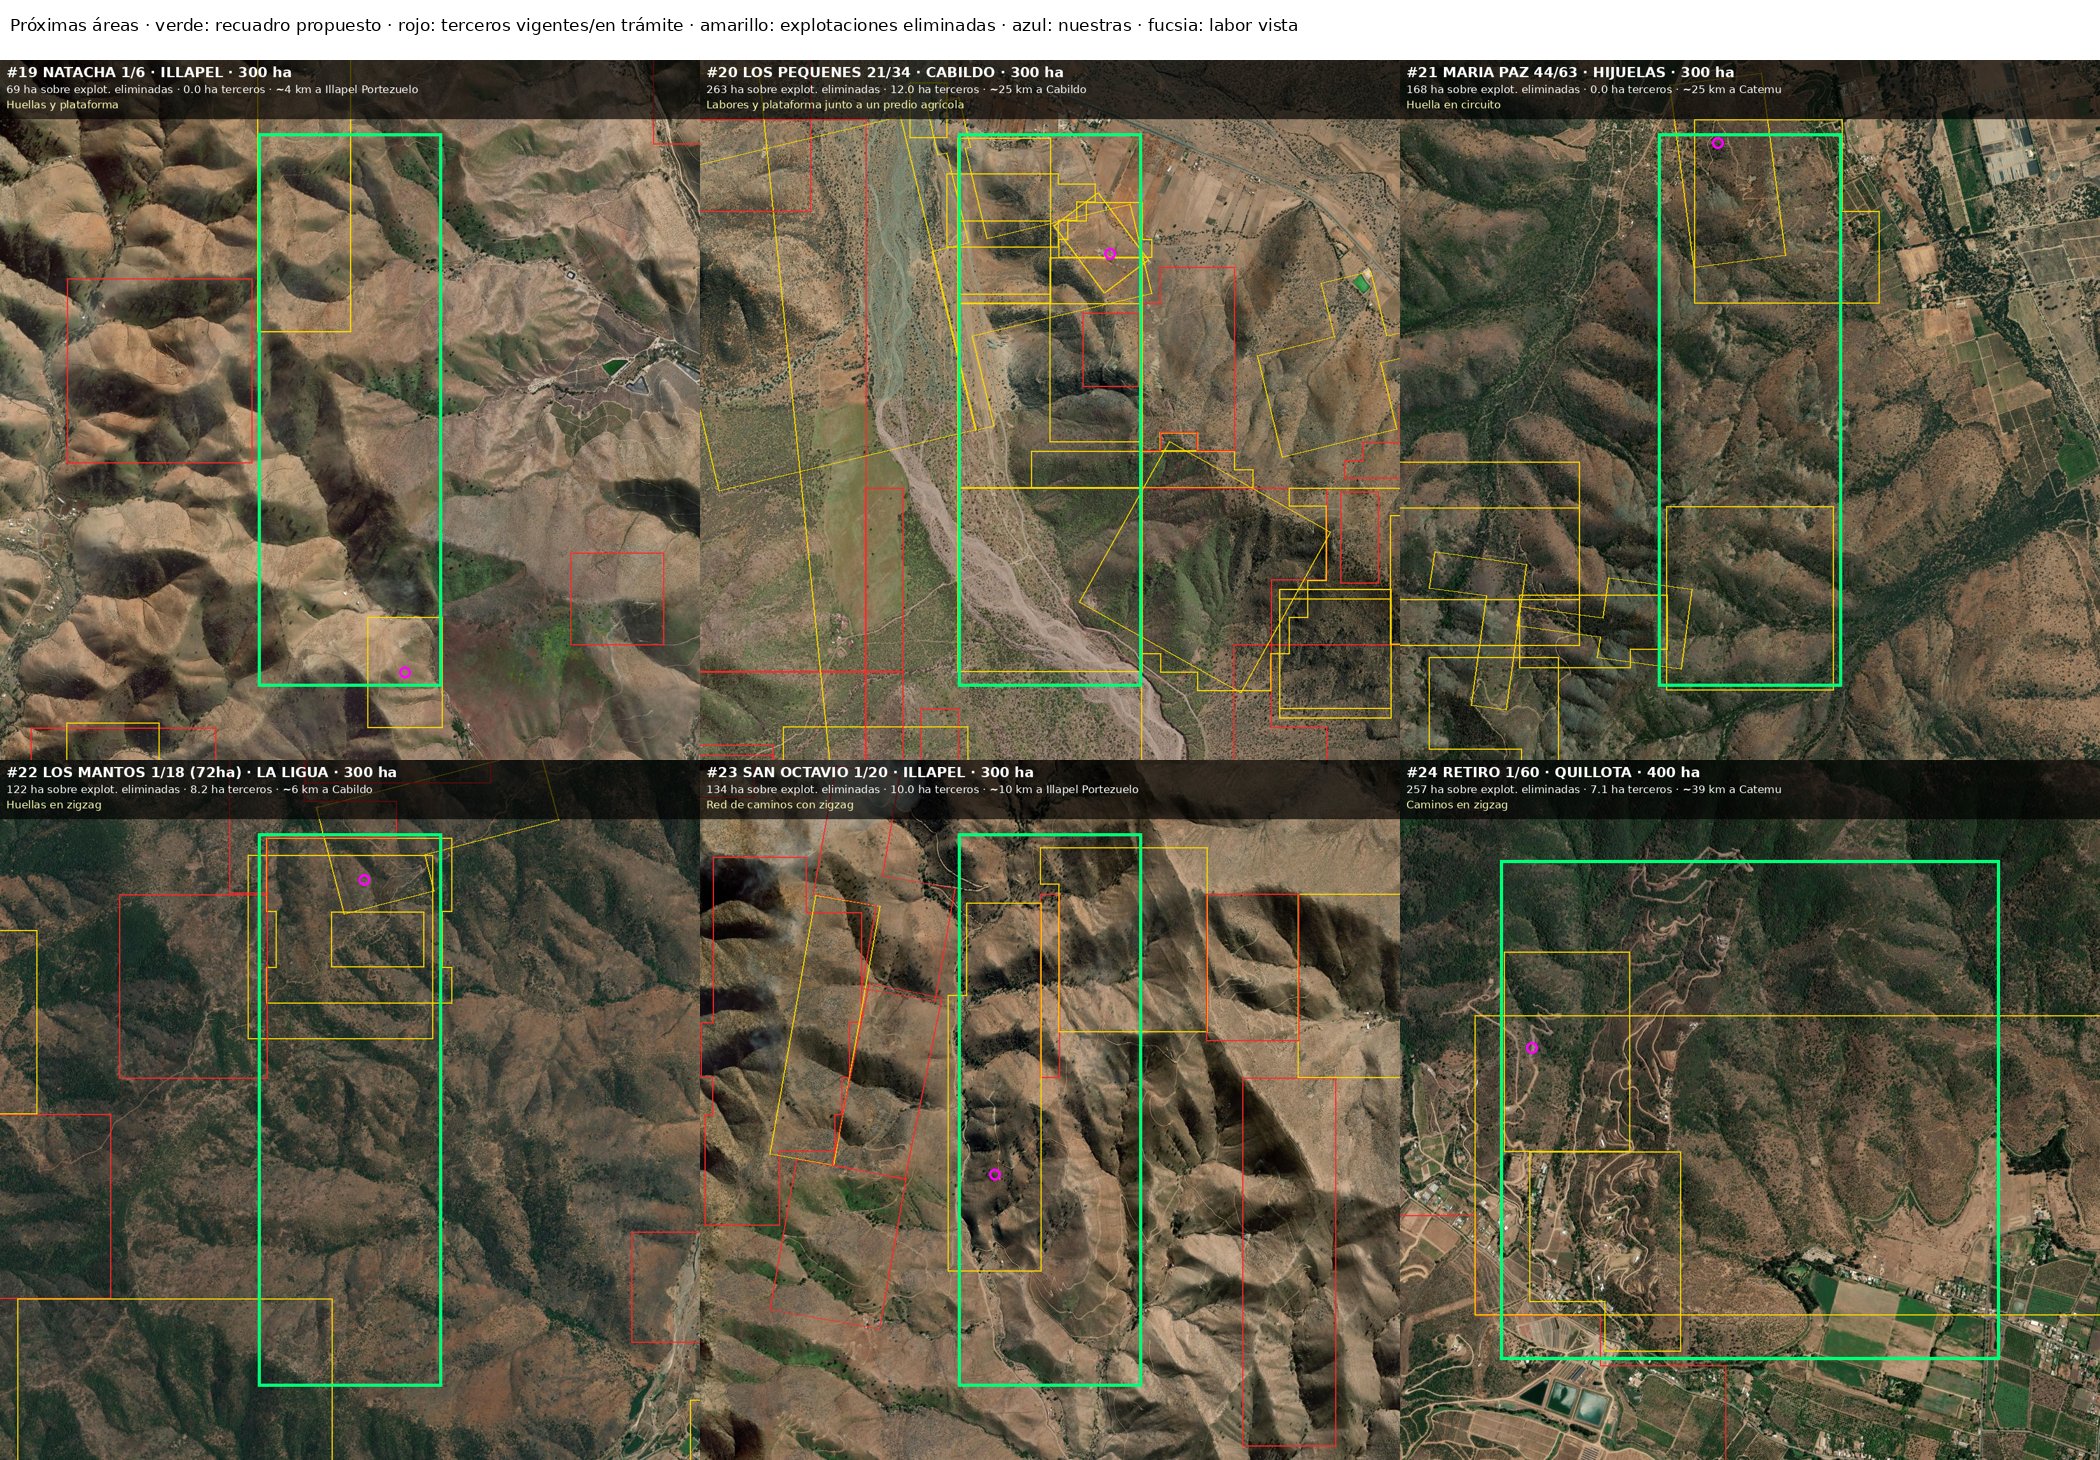 Próximas áreas · verde: recuadro propuesto · rojo: terceros vigentes/en trámite · amarillo: explotaciones eliminadas · azul: nuestras · fucsia: labor vista
#19 NATACHA 1/6 · ILLAPEL · 300 ha
69 ha sobre explot. eliminadas · 0.0 ha terceros · ~4 km a Illapel Portezuelo
Huellas y plataforma
#20 LOS PEQUENES 21/34 · CABILDO · 300 ha
263 ha sobre explot. eliminadas · 12.0 ha terceros · ~25 km a Cabildo
Labores y plataforma junto a un predio agrícola
#21 MARIA PAZ 44/63 · HIJUELAS · 300 ha
168 ha sobre explot. eliminadas · 0.0 ha terceros · ~25 km a Catemu
Huella en circuito
#22 LOS MANTOS 1/18 (72ha) · LA LIGUA · 300 ha
122 ha sobre explot. eliminadas · 8.2 ha terceros · ~6 km a Cabildo
Huellas en zigzag
#23 SAN OCTAVIO 1/20 · ILLAPEL · 300 ha
134 ha sobre explot. eliminadas · 10.0 ha terceros · ~10 km a Illapel Portezuelo
Red de caminos con zigzag
#24 RETIRO 1/60 · QUILLOTA · 400 ha
257 ha sobre explot. eliminadas · 7.1 ha terceros · ~39 km a Catemu
Caminos en zigzag